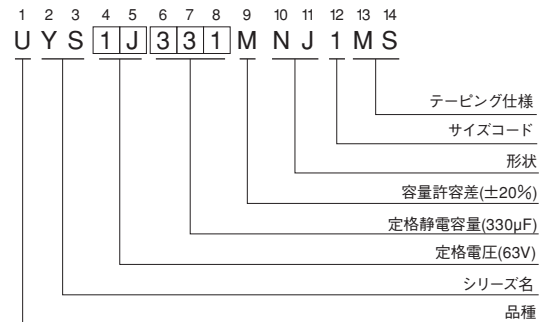 1 2 3 4 5 6 7 8 9 10 11 12 13 14
U Y S 1 J 3 3 1 M N J 1 M S
テーピング仕様
サイズコード
形状
容量許容差(±20%)
定格静電容量(330µF)
定格電圧(63V)
シリーズ名
品種